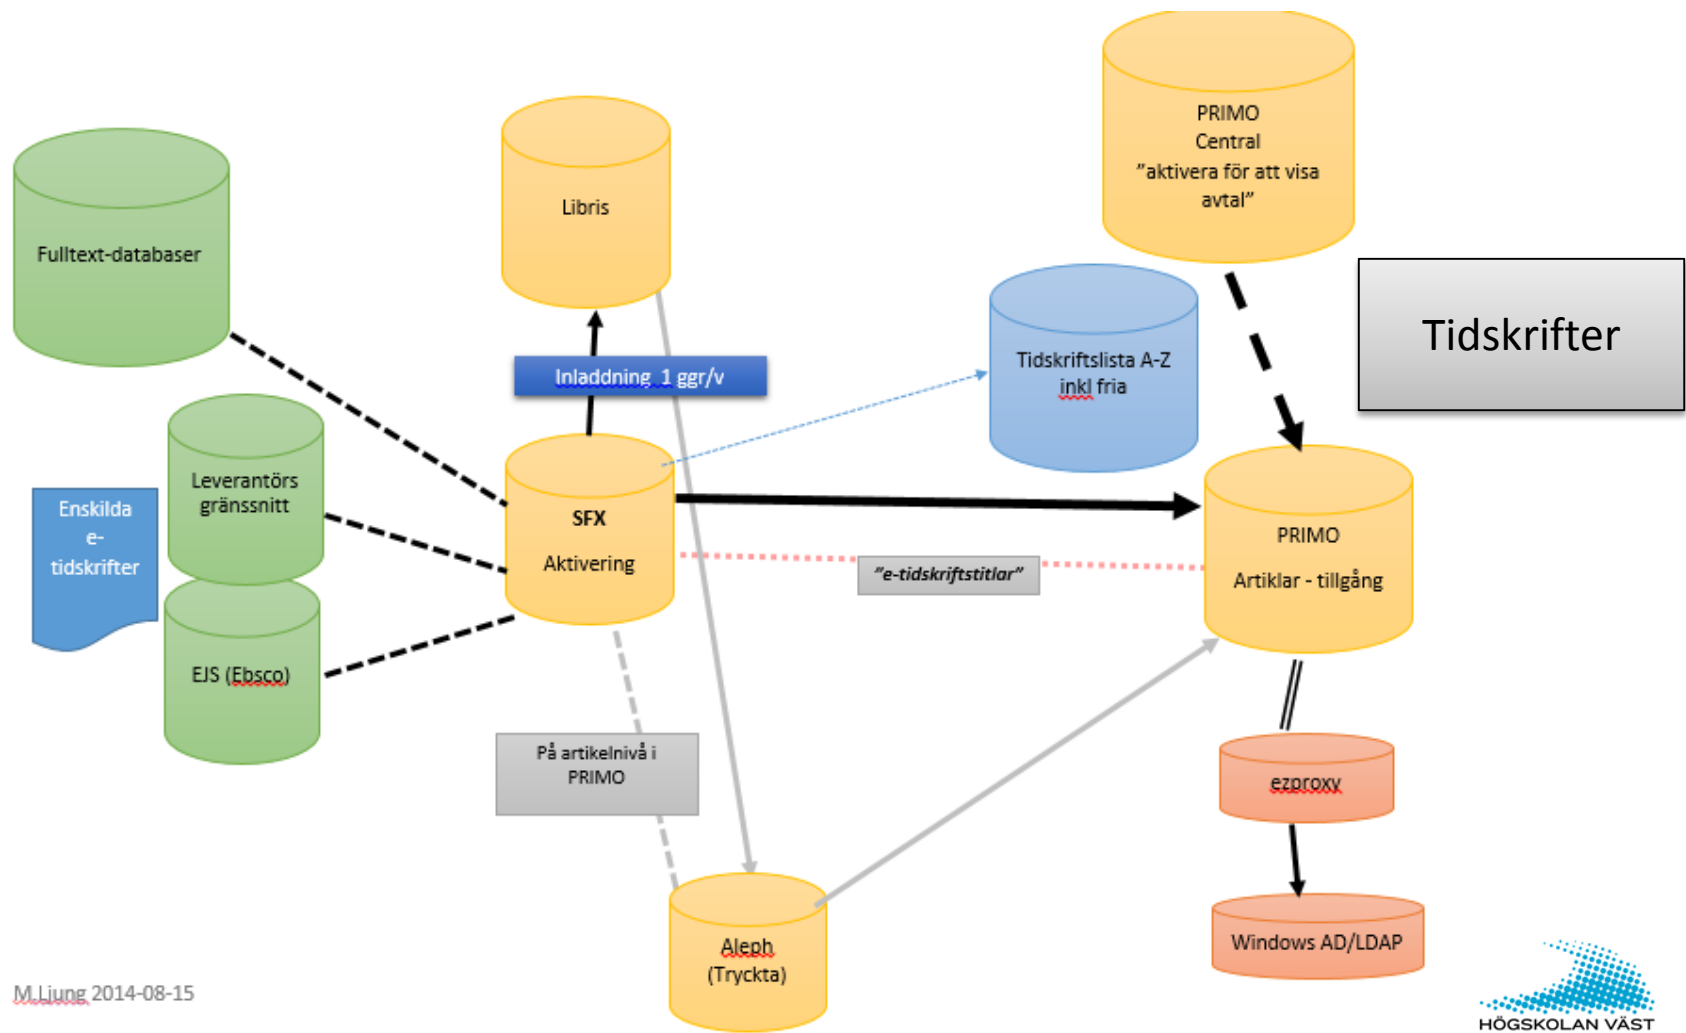 PRIMO
Central
”aktivera för att visa
avtal”
Libris
Fulltext-databaser
Tidskrifter
Tidskriftslista A-Z
inkl fria
Inladdning 1 ggr/v
Leverantörs
gränssnitt
Enskilda
e-
tidskrifter
SFX
Aktivering
PRIMO
Artiklar - tillgång
”e-tidskriftstitlar”
EJS (Ebsco)
På artikelnivå i
PRIMO
ezproxy
Aleph
(Tryckta)
Windows AD/LDAP
M.Ljung 2014-08-15
HÖGSKOLAN VÄST